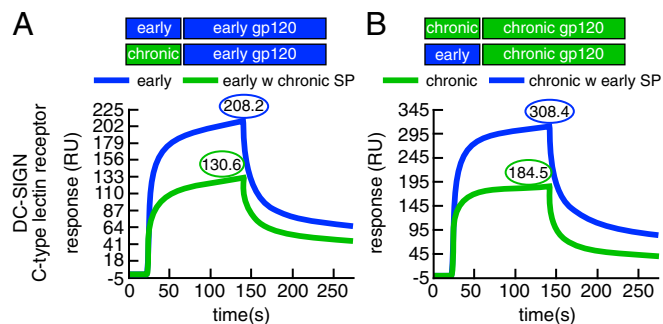 A
early early gp120
chronic early gp120
early early w chronic SP
DC-SIGN
C-type lectin receptor
response (RU)
225
202
179
156
133
110
87
64
41
18
-5
208.2
130.6
0 50 100 150 200 250
time(s)
B
chronic chronic gp120
early chronic gp120
chronic chronic w early SP
response (RU)
345
295
245
195
145
95
45
-5
308.4
184.5
0 50 100 150 200 250
time(s)